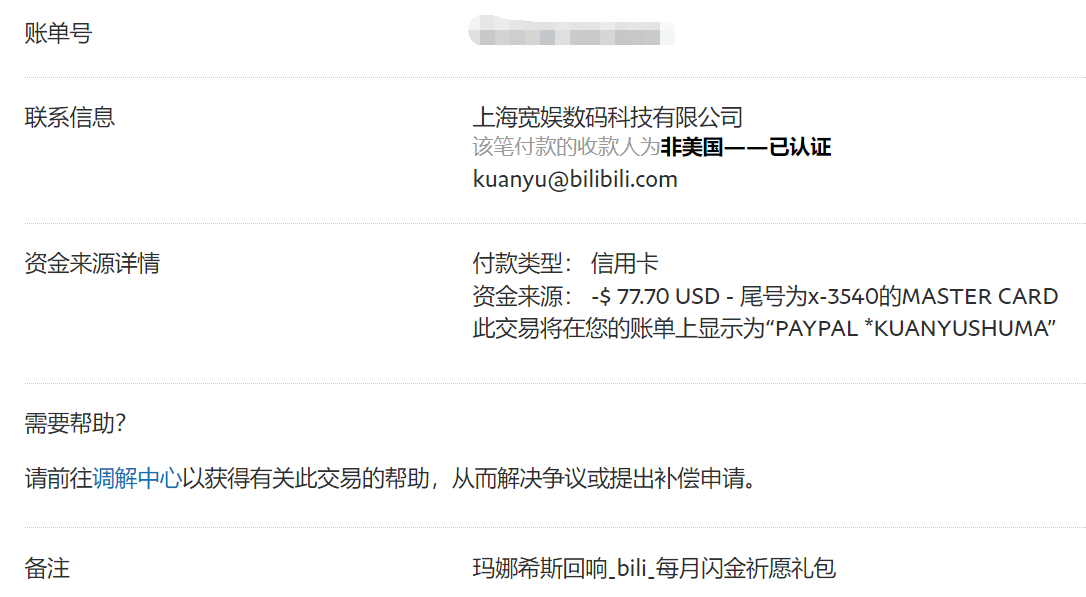 账单号
联系信息
上海宽娱数码科技有限公司
该笔付款的收款人为非美国——已认证
kuanyu@bilibili.com
资金来源详情
付款类型： 信用卡
资金来源： -$ 77.70 USD - 尾号为x-3540的MASTER CARD
此交易将在您的账单上显示为“PAYPAL *KUANYUSHUMA”
需要帮助？
请前往调解中心以获得有关此交易的帮助，从而解决争议或提出补偿申请。
备注
玛娜希斯回响_bili_每月闪金祈愿礼包